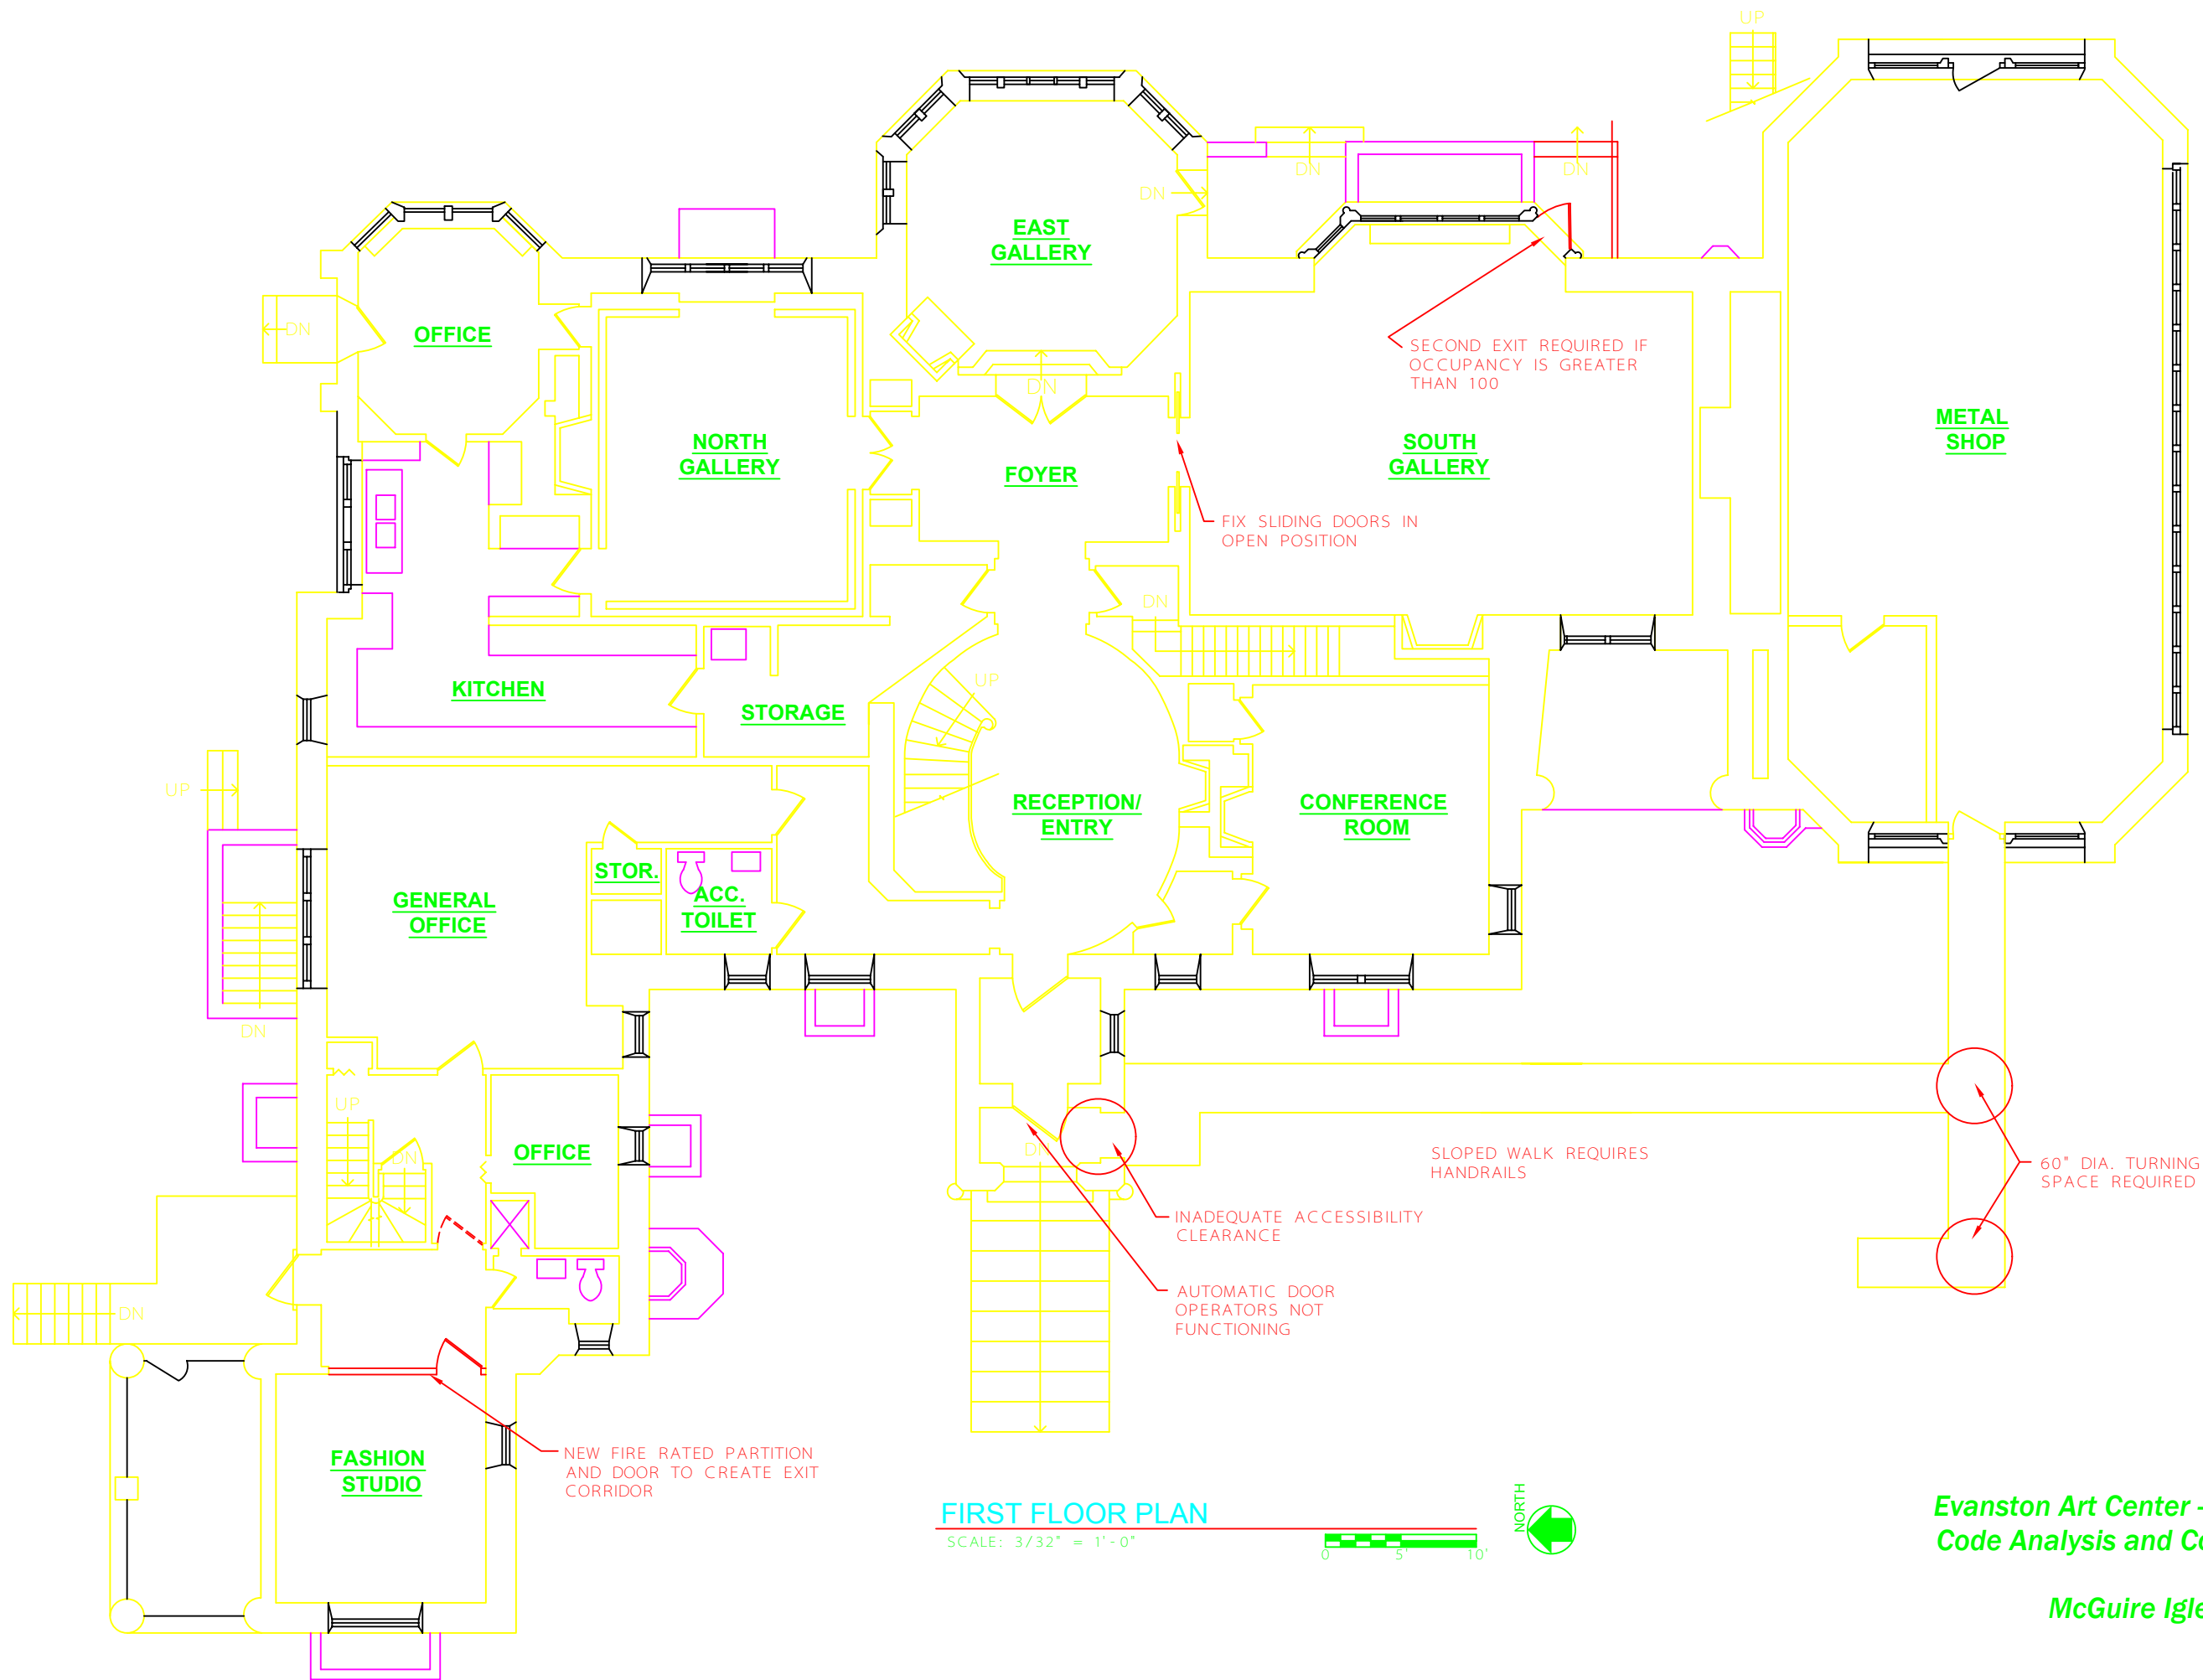 UP
EAST
GALLERY
DN
DN
DN
OFFICE
DN
SECOND EXIT REQUIRED IF
OCCUPANCY IS GREATER
THAN 100
DN
NORTH
GALLERY
FOYER
SOUTH
GALLERY
METAL
SHOP
FIX SLIDING DOORS IN
OPEN POSITION
DN
UP
KITCHEN
STORAGE
UP
RECEPTION/
ENTRY
CONFERENCE
ROOM
STOR.
ACC.
TOILET
GENERAL
OFFICE
DN
UP
OFFICE
DN
DN
SLOPED WALK REQUIRES
HANDRAILS
60" DIA. TURNING
SPACE REQUIRED
INADEQUATE ACCESSIBILITY
CLEARANCE
DN
AUTOMATIC DOOR
OPERATORS NOT
FUNCTIONING
NEW FIRE RATED PARTITION
AND DOOR TO CREATE EXIT
CORRIDOR
FASHION
STUDIO
FIRST FLOOR PLAN
SCALE: 3/32" = 1'-0"
0 5' 10'
NORTH
Evanston Art Center -
Code Analysis and
McGuire